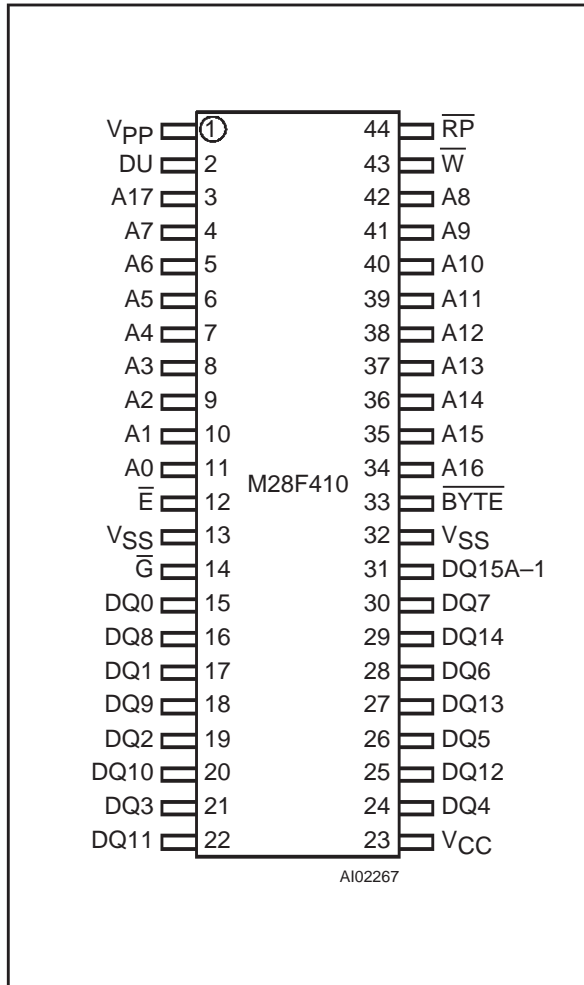 VPP 1 44 R̅P̅
DU 2 43 W̅
A17 3 42 A8
A7 4 41 A9
A6 5 40 A10
A5 6 39 A11
A4 7 38 A12
A3 8 37 A13
A2 9 36 A14
A1 10 35 A15
A0 11 34 A16
M28F410
E̅ 12 33 B̅Y̅T̅E̅
VSS 13 32 VSS
G̅ 14 31 DQ15A–1
DQ0 15 30 DQ7
DQ8 16 29 DQ14
DQ1 17 28 DQ6
DQ9 18 27 DQ13
DQ2 19 26 DQ5
DQ10 20 25 DQ12
DQ3 21 24 DQ4
DQ11 22 23 VCC
AI02267